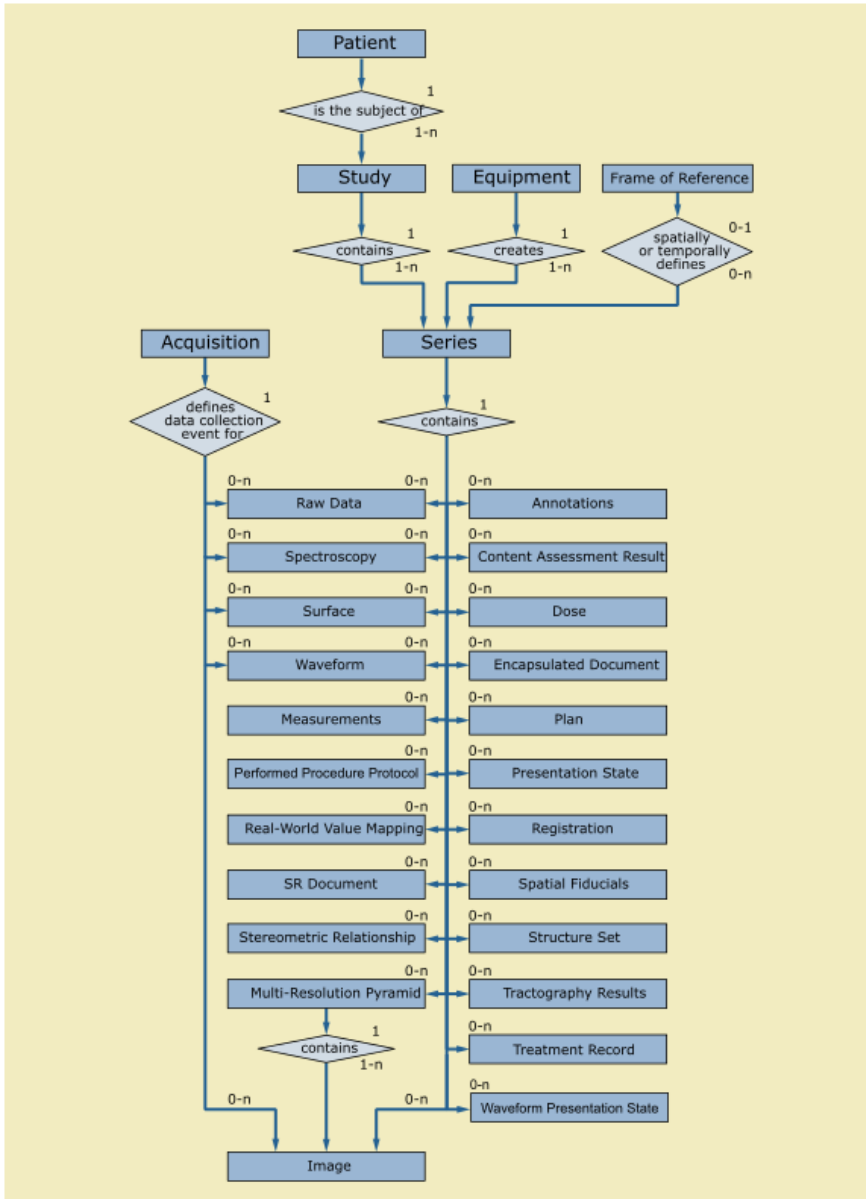 Patient
1
is the subject of
1-n
Study
Equipment
Frame of Reference
1
contains
1-n
1
creates
1-n
0-1
spatially
or temporally
defines
0-n
Acquisition
Series
1
defines
data collection
event for
1
contains
0-n
0-n
0-n
Raw Data
Annotations
0-n
0-n
0-n
Spectroscopy
Content Assessment Result
0-n
0-n
0-n
Surface
Dose
0-n
0-n
0-n
Waveform
Encapsulated Document
0-n
0-n
Measurements
Plan
0-n
0-n
Performed Procedure Protocol
Presentation State
0-n
0-n
Real-World Value Mapping
Registration
0-n
0-n
SR Document
Spatial Fiducials
0-n
0-n
Stereometric Relationship
Structure Set
0-n
0-n
Multi-Resolution Pyramid
Tractography Results
1
contains
1-n
0-n
Treatment Record
0-n
Waveform Presentation State
0-n
0-n
Image